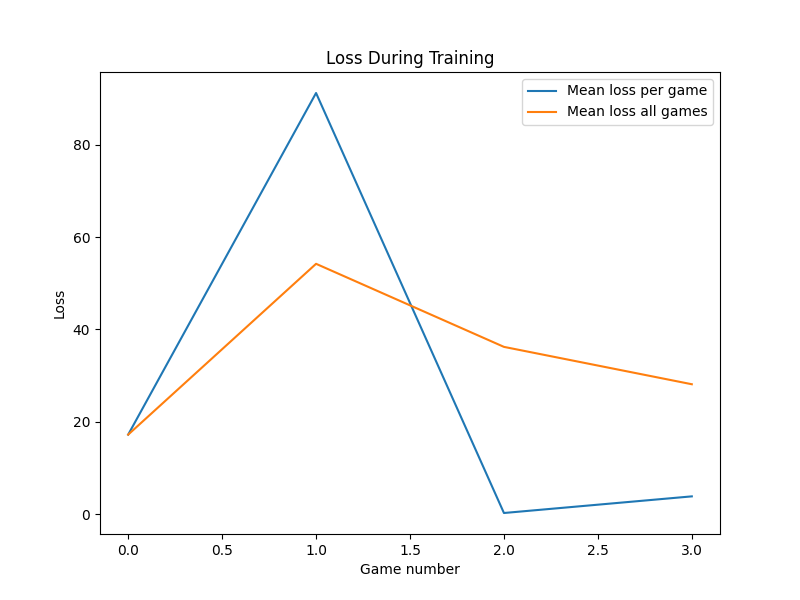 Loss During Training
Mean loss per game
Mean loss all games
80
60
40
20
0
Loss
0.0 0.5 1.0 1.5 2.0 2.5 3.0
Game number